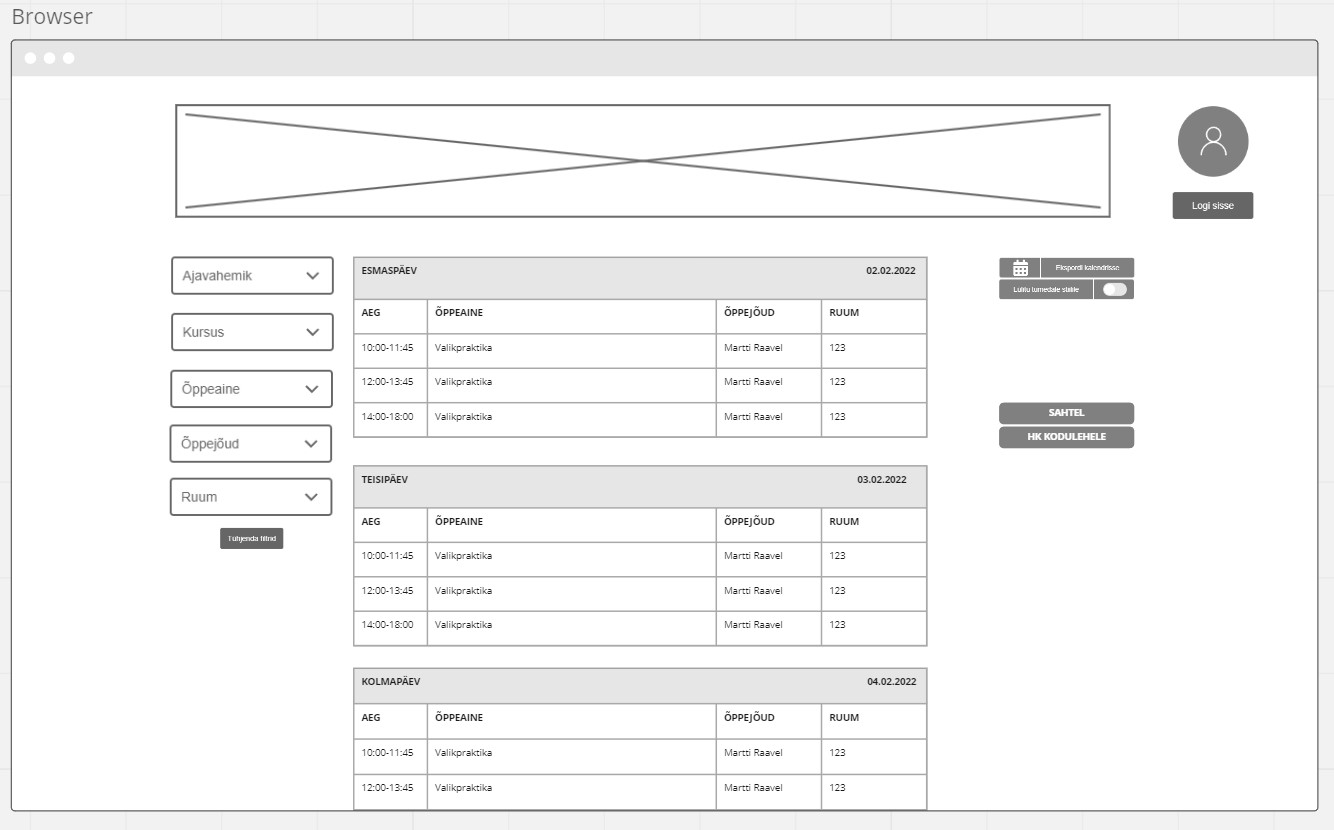 Browser
Logi sisse
Ajavahemik
Kursus
Õppeaine
Õppejõud
Ruum
Tühjenda filtrid
ESMASPÄEV 02.02.2022
AEG ÕPPEAINE ÕPPEJÕUD RUUM
10:00-11:45 Valikpraktika Martti Raavel 123
12:00-13:45 Valikpraktika Martti Raavel 123
14:00-18:00 Valikpraktika Martti Raavel 123
TEISIPÄEV 03.02.2022
AEG ÕPPEAINE ÕPPEJÕUD RUUM
10:00-11:45 Valikpraktika Martti Raavel 123
12:00-13:45 Valikpraktika Martti Raavel 123
14:00-18:00 Valikpraktika Martti Raavel 123
KOLMAPÄEV 04.02.2022
AEG ÕPPEAINE ÕPPEJÕUD RUUM
10:00-11:45 Valikpraktika Martti Raavel 123
12:00-13:45 Valikpraktika Martti Raavel 123
Ekspordi kalendrisse
Lülitu tumedale stiilile
SAHTEL
HK KODULEHELE